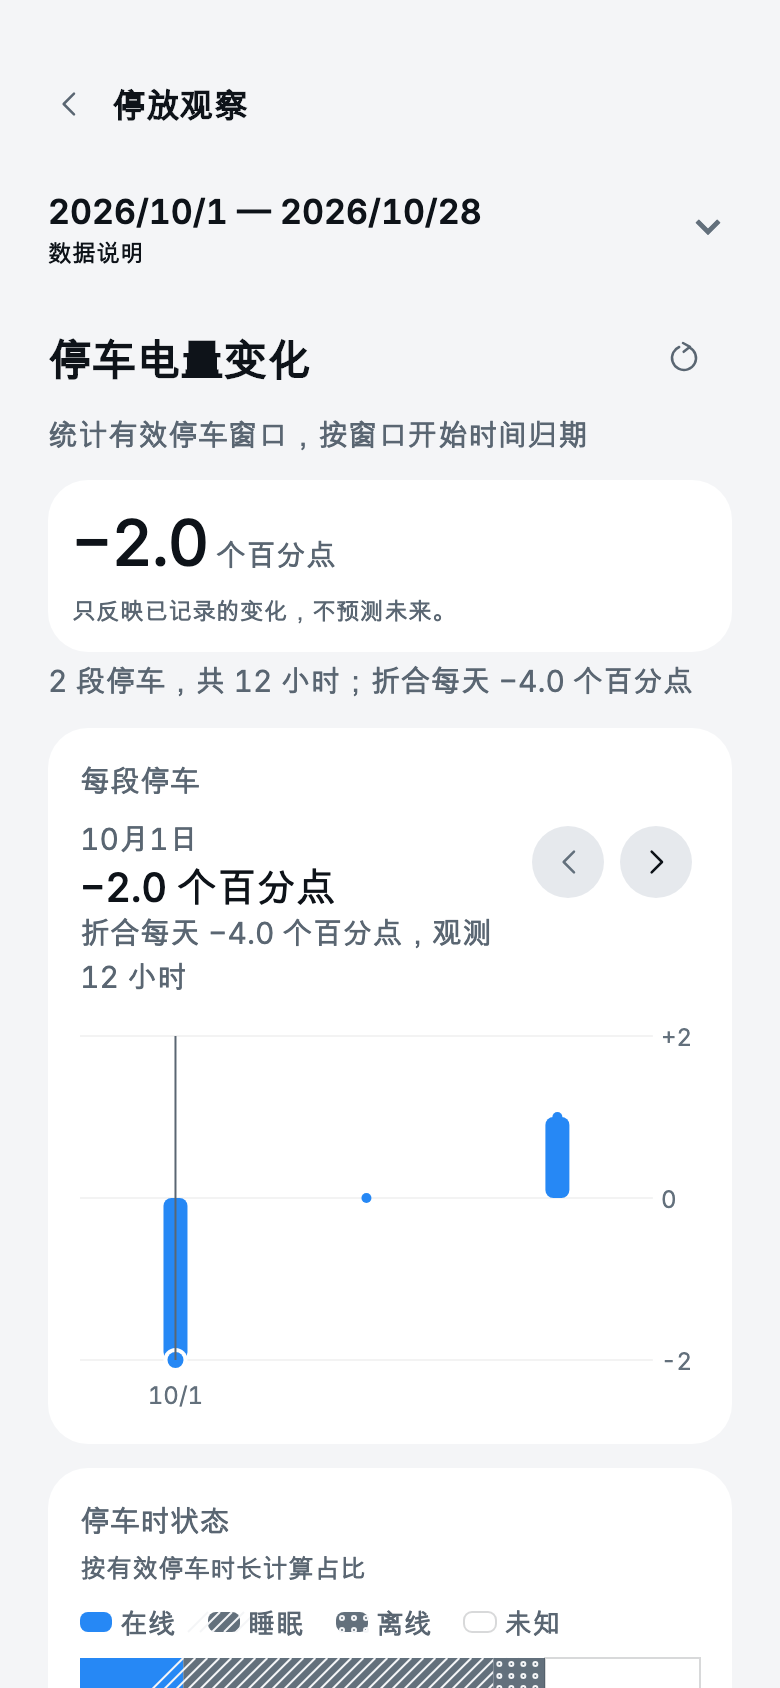 停放观察
2026/10/1 — 2026/10/28
数据说明
停车电量变化
统计有效停车窗口，按窗口开始时间归期
−2.0 个百分点
只反映已记录的变化，不预测未来。
2 段停车，共 12 小时；折合每天 −4.0 个百分点
每段停车
10月1日
−2.0 个百分点
折合每天 −4.0 个百分点，观测
12 小时
+2
0
-2
10/1
停车时状态
按有效停车时长计算占比
在线 睡眠 离线 未知